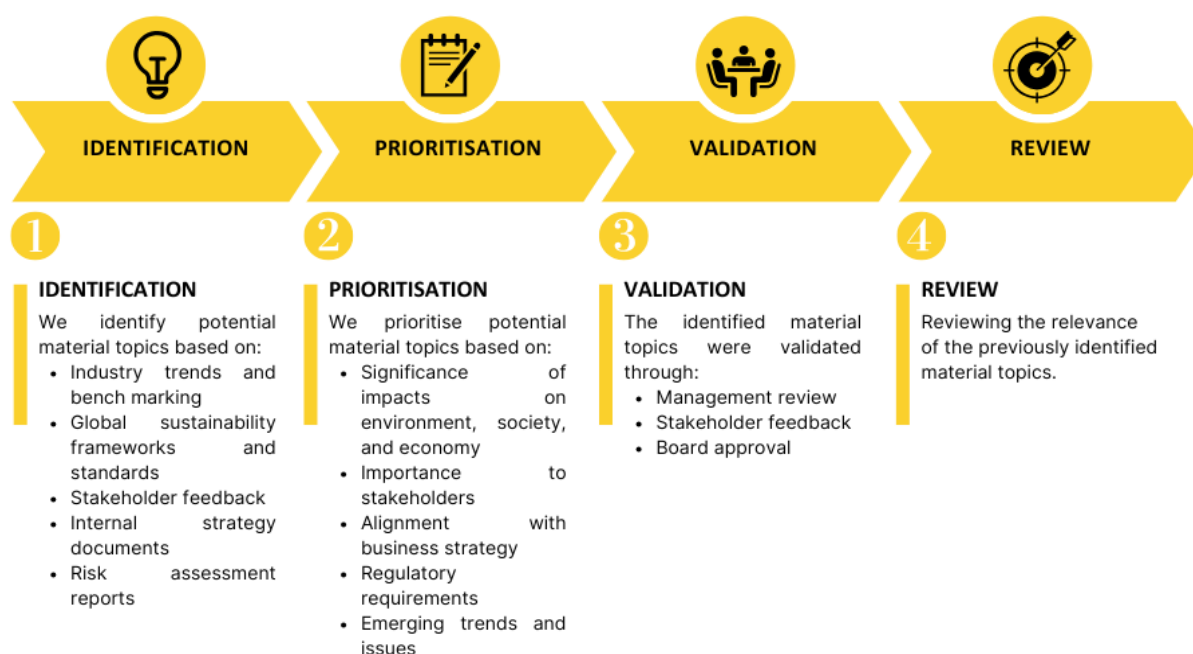 IDENTIFICATION
PRIORITISATION
VALIDATION
REVIEW
1
IDENTIFICATION
We identify potential
material topics based on:
• Industry trends and
bench marking
• Global sustainability
frameworks and
standards
• Stakeholder feedback
• Internal strategy
documents
• Risk assessment
reports
2
PRIORITISATION
We prioritise potential
material topics based on:
• Significance of
impacts on
environment, society,
and economy
• Importance to
stakeholders
• Alignment with
business strategy
• Regulatory
requirements
• Emerging trends and
issues
3
VALIDATION
The identified material
topics were validated
through:
• Management review
• Stakeholder feedback
• Board approval
4
REVIEW
Reviewing the relevance
of the previously identified
material topics.